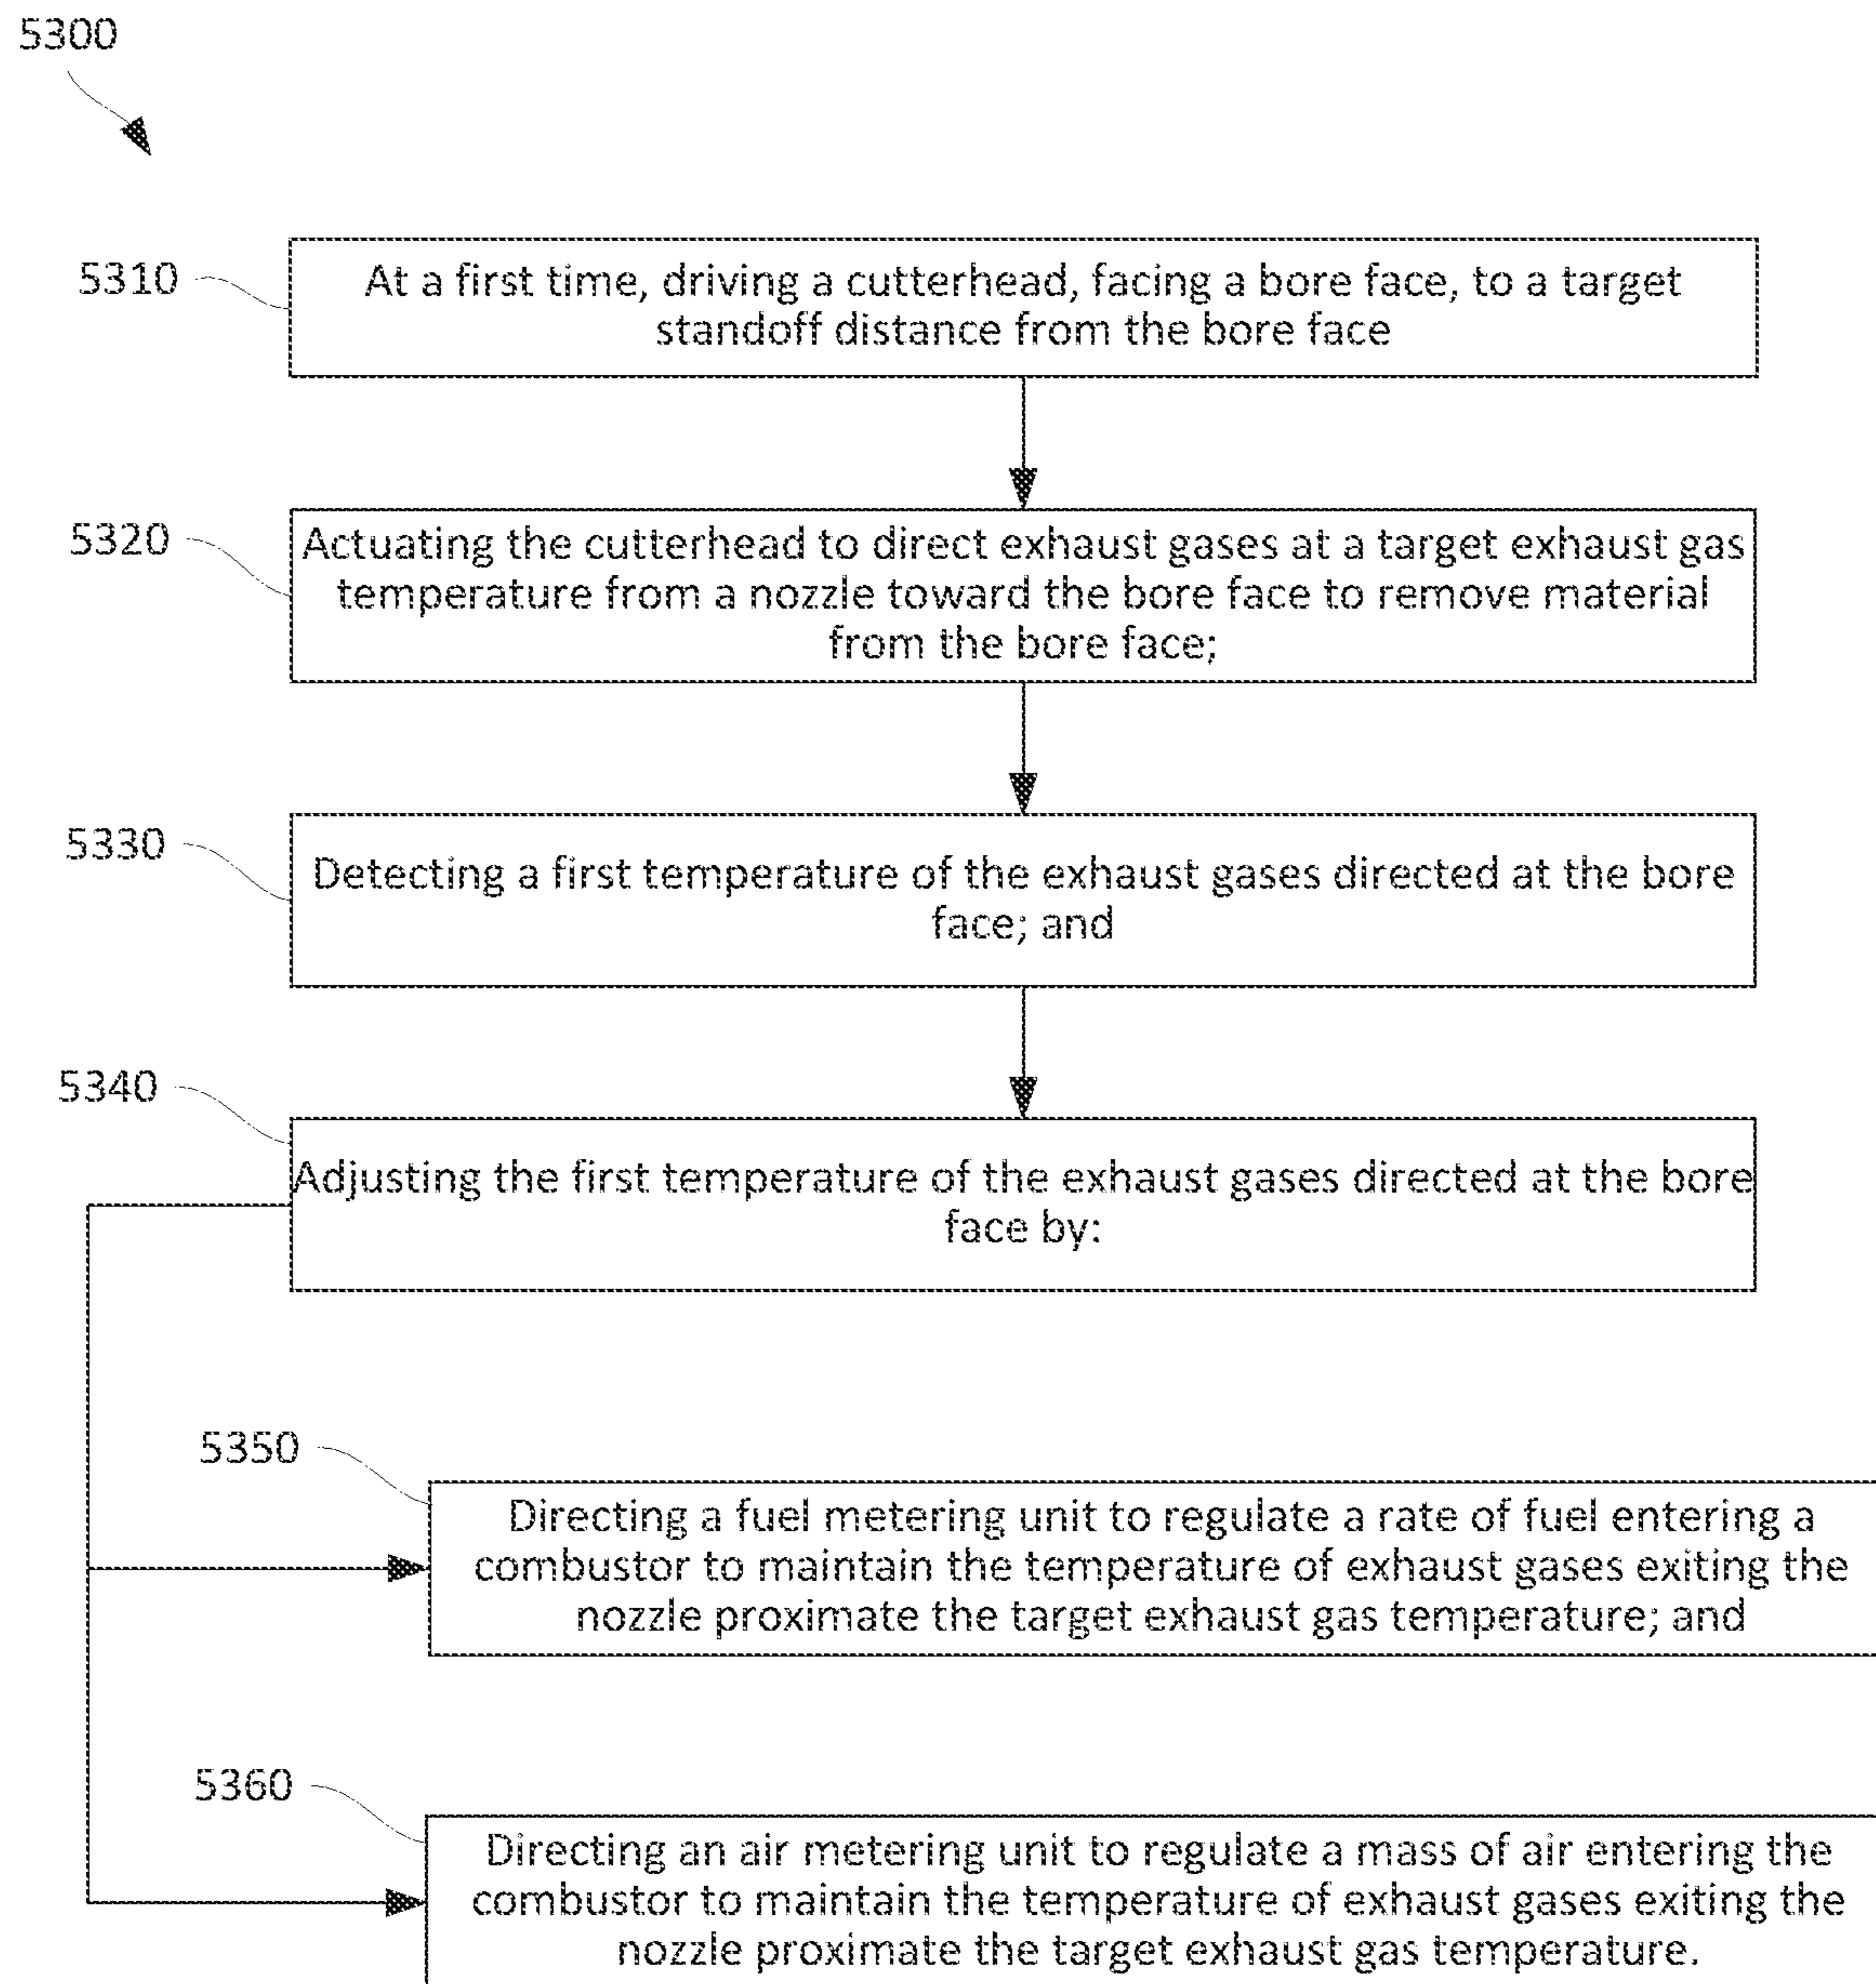 5300
5310
At a first time, driving a cutterhead, facing a bore face, to a target
standoff distance from the bore face
5320
Actuating the cutterhead to direct exhaust gases at a target exhaust gas
temperature from a nozzle toward the bore face to remove material
from the bore face;
5330
Detecting a first temperature of the exhaust gases directed at the bore
face; and
5340
Adjusting the first temperature of the exhaust gases directed at the bore
face by:
5350
Directing a fuel metering unit to regulate a rate of fuel entering a
combustor to maintain the temperature of exhaust gases exiting the
nozzle proximate the target exhaust gas temperature; and
5360
Directing an air metering unit to regulate a mass of air entering the
combustor to maintain the temperature of exhaust gases exiting the
nozzle proximate the target exhaust gas temperature.